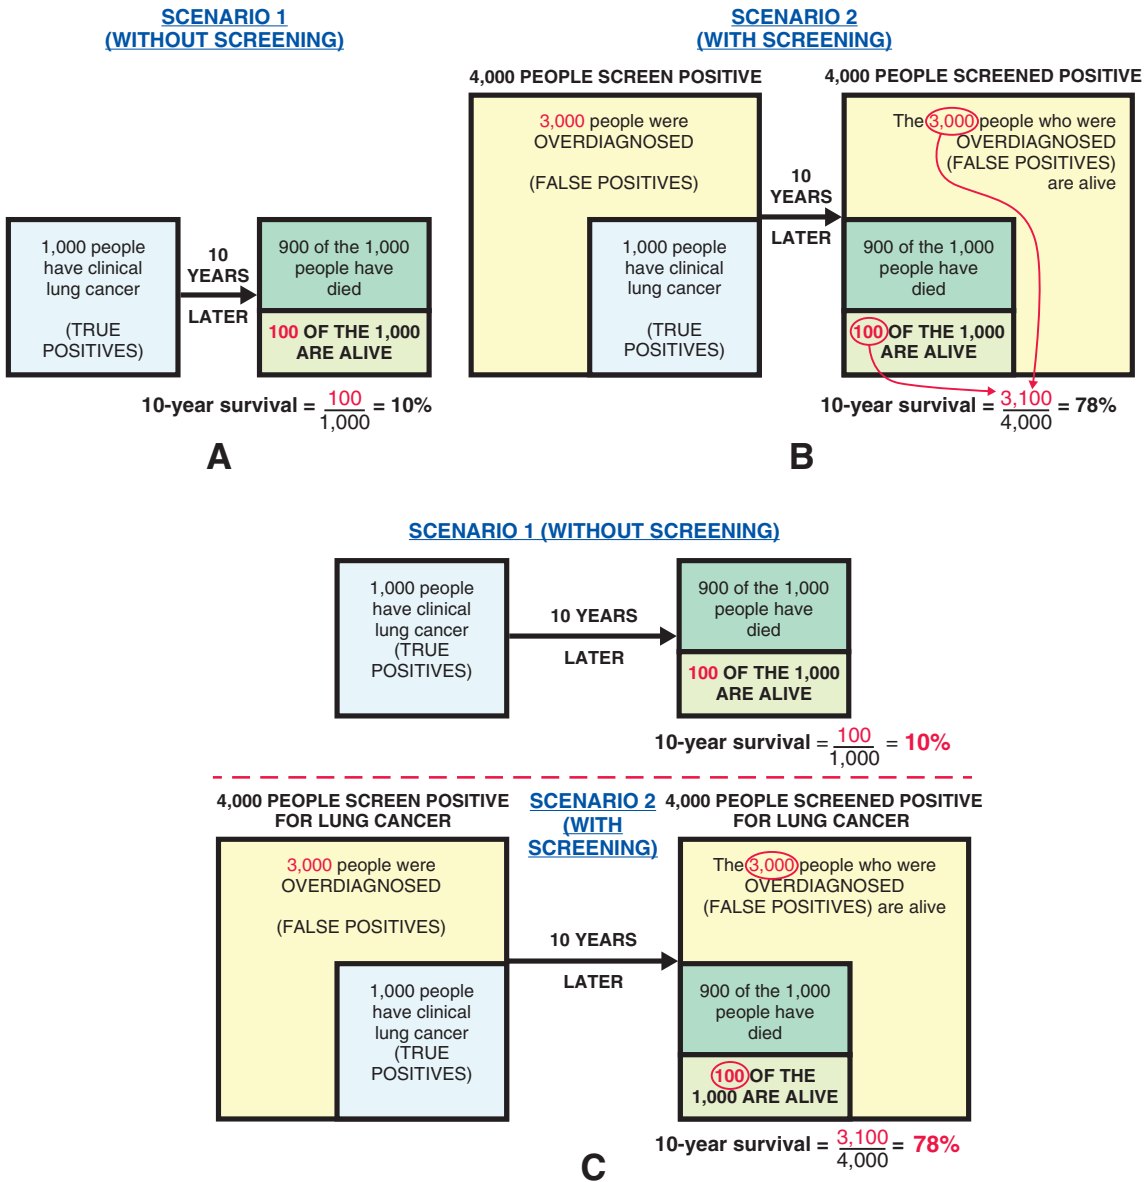 SCENARIO 1
(WITHOUT SCREENING)
1,000 people
have clinical
lung cancer
(TRUE
POSITIVES)
10
YEARS
LATER
900 of the 1,000
people have
died
100 OF THE 1,000
ARE ALIVE
10-year survival = 100/1,000 = 10%
A
SCENARIO 2
(WITH SCREENING)
4,000 PEOPLE SCREEN POSITIVE
3,000 people were
OVERDIAGNOSED
(FALSE POSITIVES)
1,000 people
have clinical
lung cancer
(TRUE
POSITIVES)
10
YEARS
LATER
4,000 PEOPLE SCREENED POSITIVE
The 3,000 people who were
OVERDIAGNOSED
(FALSE POSITIVES)
are alive
900 of the 1,000
people have
died
100 OF THE 1,000
ARE ALIVE
10-year survival = 3,100/4,000 = 78%
B
SCENARIO 1 (WITHOUT SCREENING)
1,000 people
have clinical
lung cancer
(TRUE
POSITIVES)
10 YEARS
LATER
900 of the 1,000
people have
died
100 OF THE 1,000
ARE ALIVE
10-year survival = 100/1,000 = 10%
4,000 PEOPLE SCREEN POSITIVE
FOR LUNG CANCER
SCENARIO 2
(WITH
SCREENING)
4,000 PEOPLE SCREENED POSITIVE
FOR LUNG CANCER
3,000 people were
OVERDIAGNOSED
(FALSE POSITIVES)
1,000 people
have clinical
lung cancer
(TRUE
POSITIVES)
10 YEARS
LATER
The 3,000 people who were
OVERDIAGNOSED
(FALSE POSITIVES) are alive
900 of the 1,000
people have
died
100 OF THE
1,000 ARE ALIVE
10-year survival = 3,100/4,000 = 78%
C